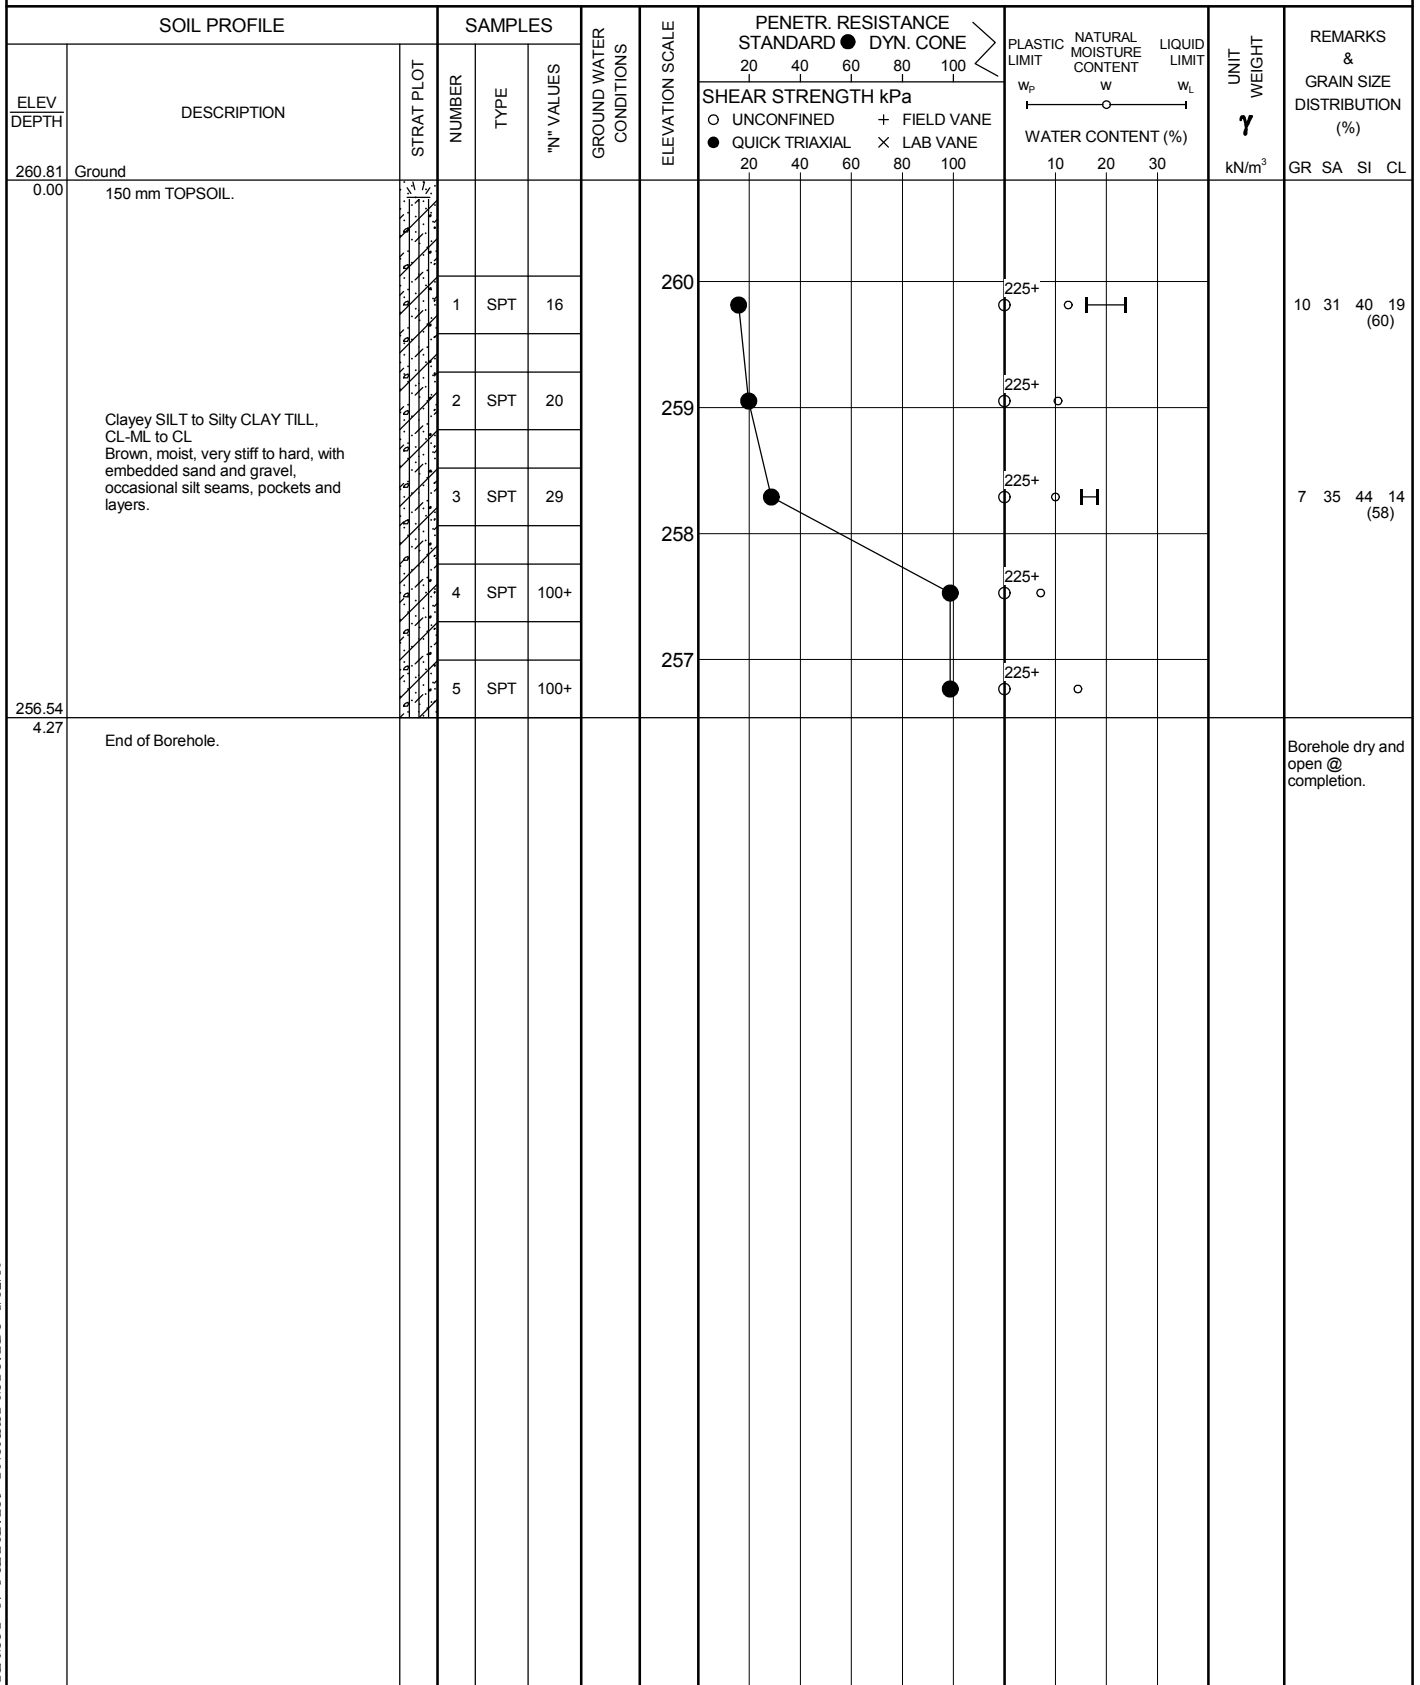 SOIL PROFILE
SAMPLES
GROUND WATER
CONDITIONS
ELEVATION SCALE
PENETR. RESISTANCE
STANDARD ● DYN. CONE
20 40 60 80 100
SHEAR STRENGTH kPa
○ UNCONFINED + FIELD VANE
● QUICK TRIAXIAL × LAB VANE
20 40 60 80 100
PLASTIC
LIMIT
NATURAL
MOISTURE
CONTENT
LIQUID
LIMIT
WP W WL
WATER CONTENT (%)
10 20 30
UNIT
WEIGHT
γ
kN/m³
REMARKS
&
GRAIN SIZE
DISTRIBUTION
(%)
GR SA SI CL
ELEV
DEPTH
DESCRIPTION
STRAT PLOT
NUMBER
TYPE
"N" VALUES
260.81 Ground
0.00 150 mm TOPSOIL.
260
1 SPT 16 225+ 10 31 40 19
(60)
2 SPT 20 225+
259
Clayey SILT to Silty CLAY TILL,
CL-ML to CL
Brown, moist, very stiff to hard, with
embedded sand and gravel,
occasional silt seams, pockets and
layers.
3 SPT 29 225+ 7 35 44 14
(58)
258
4 SPT 100+ 225+
257
5 SPT 100+ 225+
256.54
4.27
End of Borehole.
Borehole dry and
open @
completion.